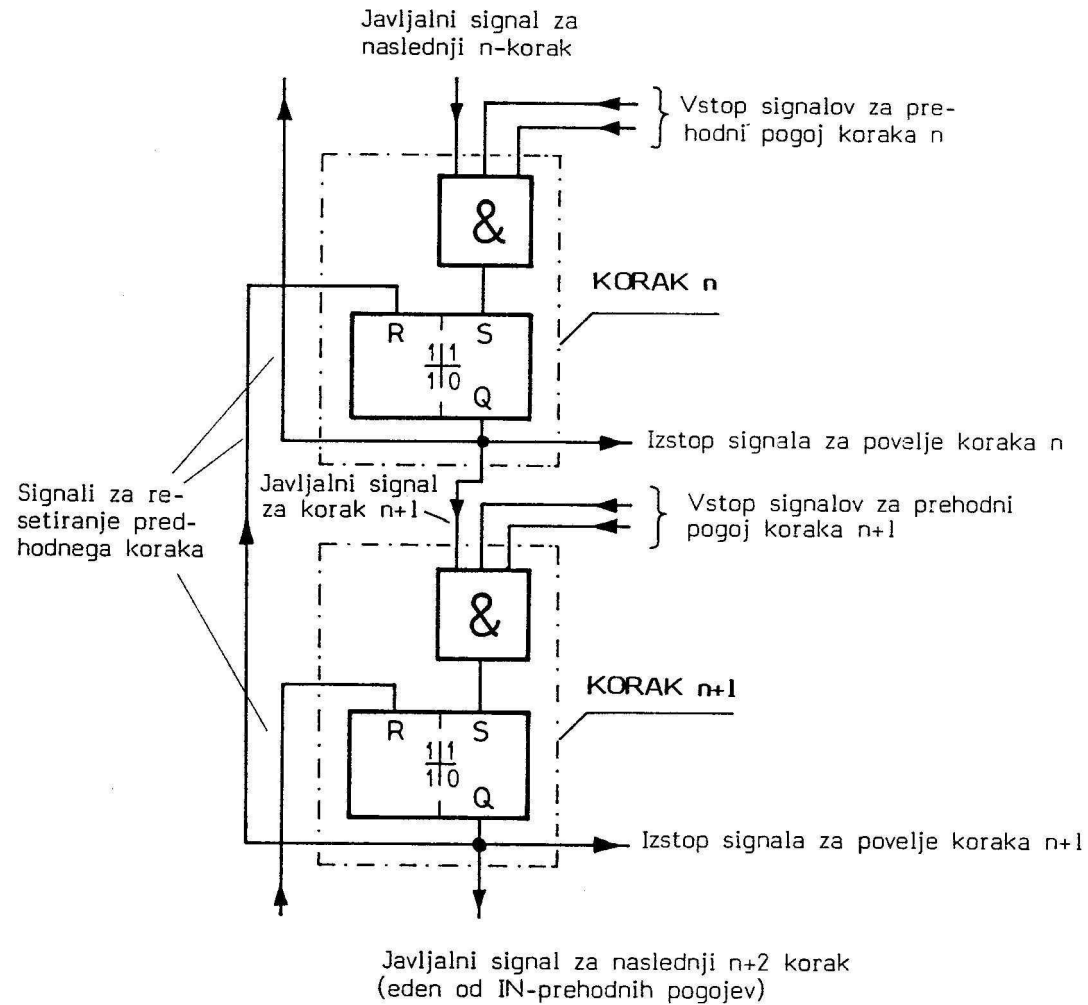 Javljalni signal za
naslednji n-korak
Vstop signalov za pre-
hodni pogoj koraka n
&
KORAK n
R S
1 1
1 0
Q
Izstop signala za povelje koraka n
Signali za re-
setiranje pred-
hodnega koraka
Javljalni signal
za korak n+1
Vstop signalov za prehodni
pogoj koraka n+1
&
KORAK n+1
R S
1 1
1 0
Q
Izstop signala za povelje koraka n+1
Javljalni signal za naslednji n+2 korak
(eden od IN-prehodnih pogojev)